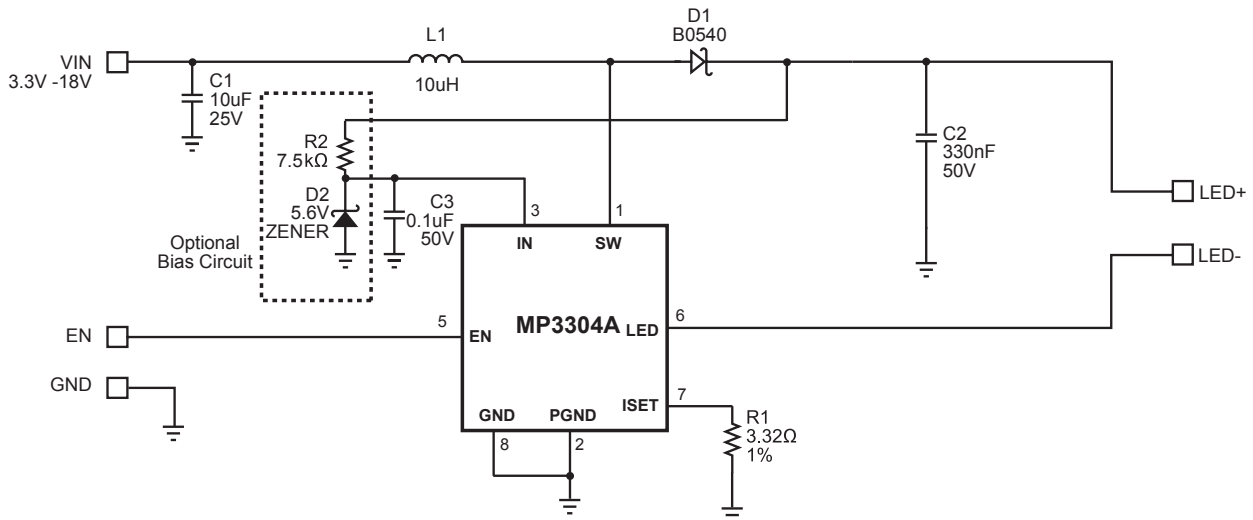 D1
B0540
L1
VIN
3.3V -18V
C1
10uF
25V
10uH
R2
7.5kΩ
C2
330nF
50V
D2
5.6V
ZENER
C3
0.1uF
50V
LED+
3
1
IN
SW
Optional
Bias Circuit
LED-
MP3304A
5
6
EN
EN
LED
GND
7
ISET
R1
3.32Ω
1%
GND
PGND
8
2